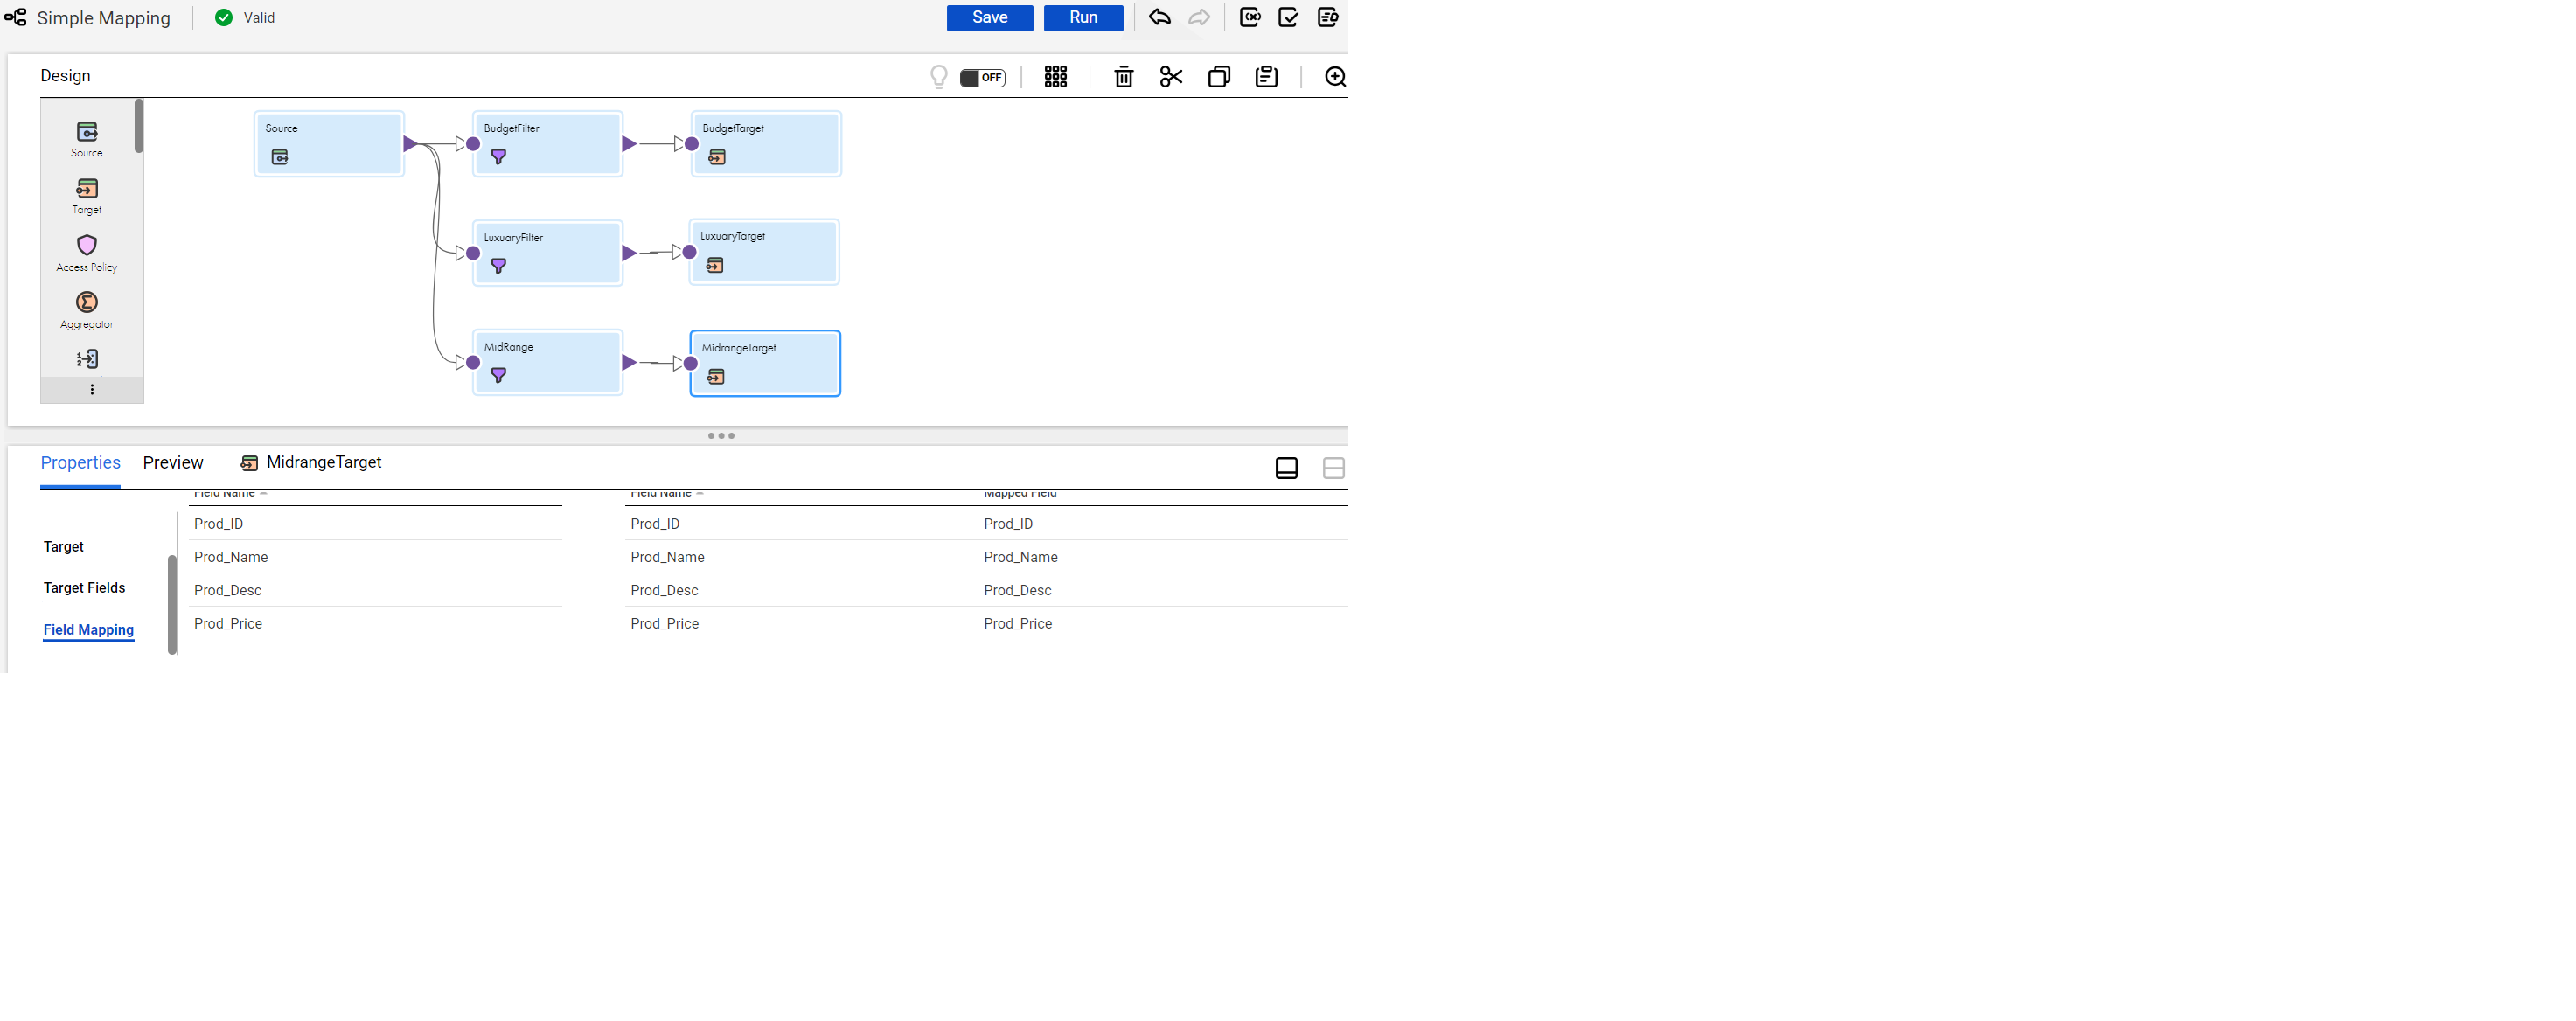 Simple Mapping
Valid
Save
Run
Design
OFF
Source
Target
Access Policy
Aggregator
Source
BudgetFilter
BudgetTarget
LuxuaryFilter
LuxuaryTarget
MidRange
MidrangeTarget
Properties
Preview
MidrangeTarget
Target
Target Fields
Field Mapping
Field Name
Field Name
Mapped Field
Prod_ID
Prod_ID
Prod_ID
Prod_Name
Prod_Name
Prod_Name
Prod_Desc
Prod_Desc
Prod_Desc
Prod_Price
Prod_Price
Prod_Price